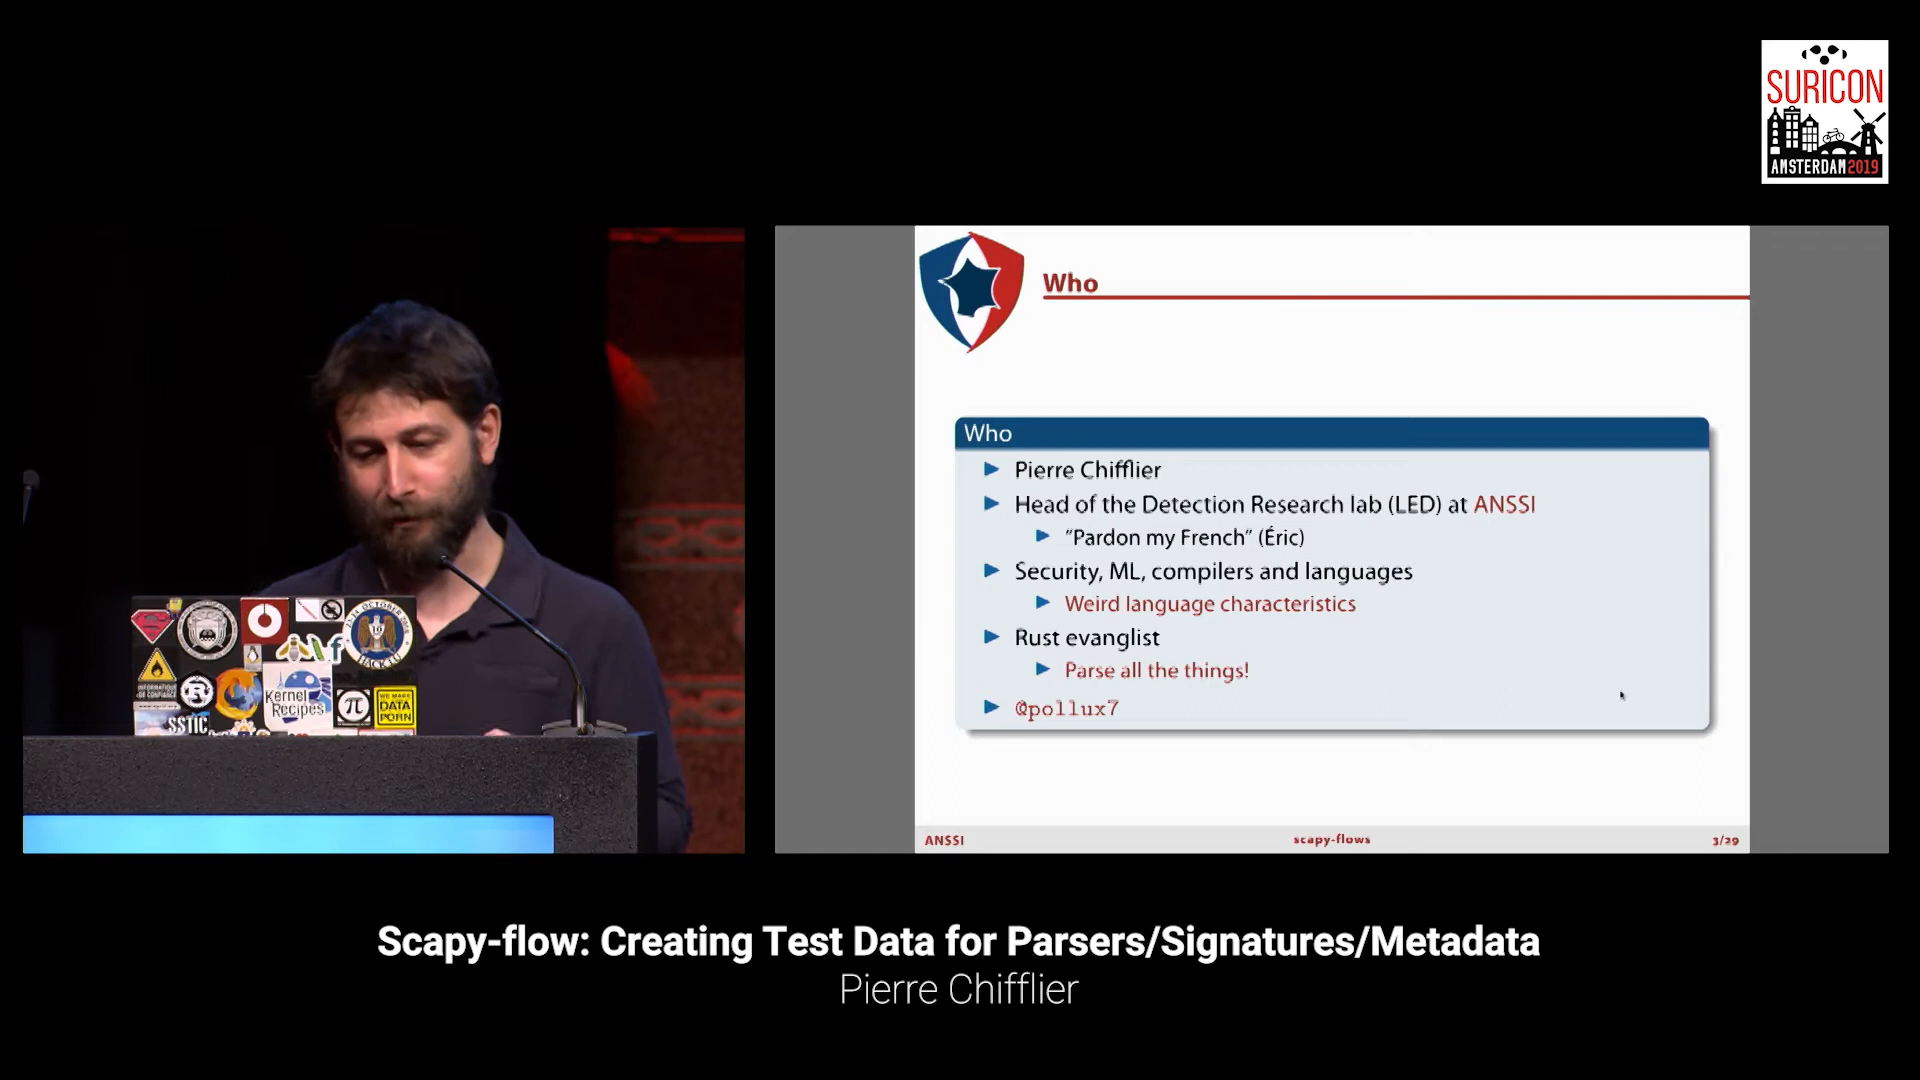 SURICON
AMSTERDAM2019
Who
Who
Pierre Chifflier
Head of the Detection Research lab (LED) at ANSSI
“Pardon my French” (Éric)
Security, ML, compilers and languages
Weird language characteristics
Rust evanglist
Parse all the things!
@pollux7
ANSSI
scapy-flows
3/29
Kernel
Recipes
SSTIC
π
WE MAKE
DATA
PORN
Scapy-flow: Creating Test Data for Parsers/Signatures/Metadata
Pierre Chifflier